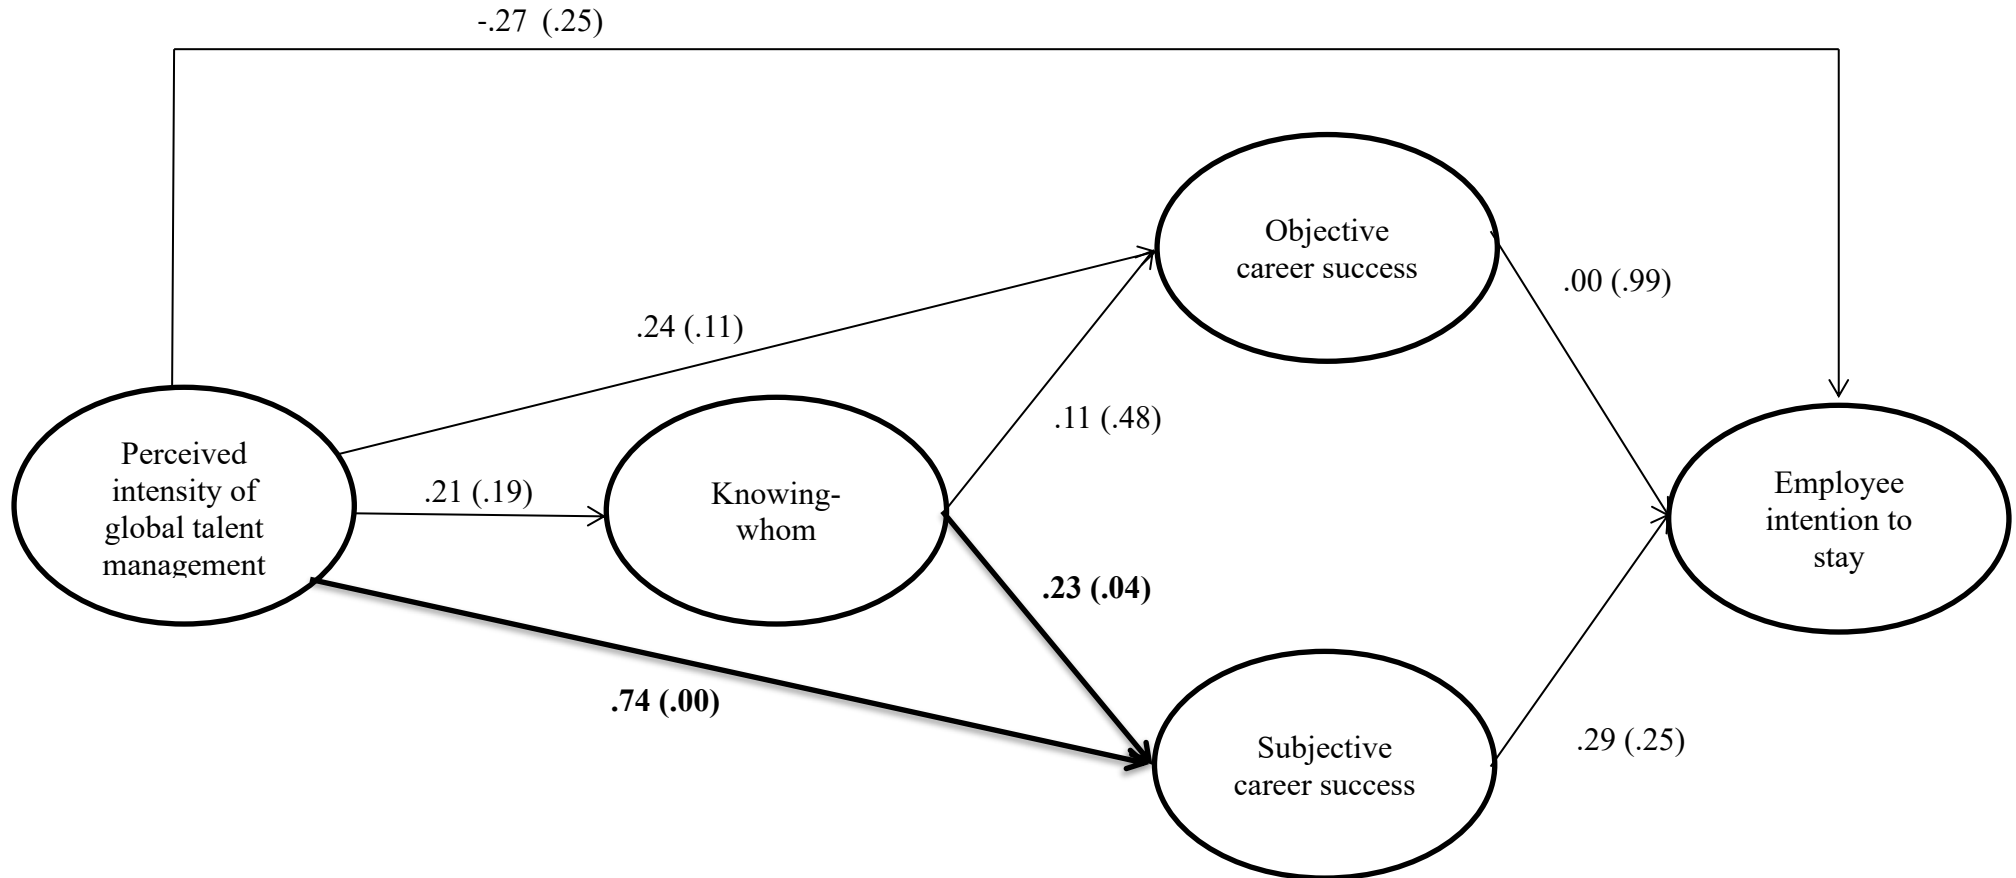 -.27 (.25)
Objective
career success
.00 (.99)
.24 (.11)
.11 (.48)
Perceived
intensity of
global talent
management
.21 (.19)
Knowing-
whom
Employee
intention to
stay
.23 (.04)
.74 (.00)
Subjective
career success
.29 (.25)